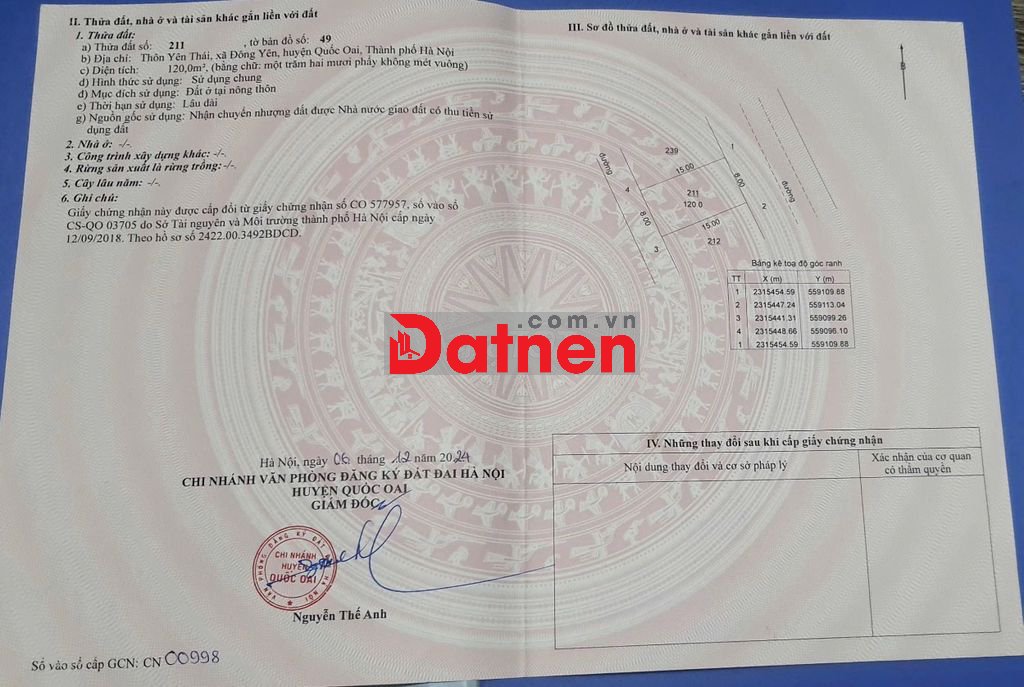 II. Thửa đất, nhà ở và tài sản khác gắn liền với đất
1. Thửa đất:
a) Thửa đất số: 211 , tờ bản đồ số: 49
b) Địa chỉ: Thôn Yên Thái, xã Đông Yên, huyện Quốc Oai, Thành phố Hà Nội
c) Diện tích: 120,0m², (bằng chữ: một trăm hai mươi phẩy không mét vuông)
d) Hình thức sử dụng: Sử dụng chung
đ) Mục đích sử dụng: Đất ở tại nông thôn
e) Thời hạn sử dụng: Lâu dài
g) Nguồn gốc sử dụng: Nhận chuyển nhượng đất được Nhà nước giao đất có thu tiền sử
dụng đất
2. Nhà ở: -/-.
3. Công trình xây dựng khác: -/-.
4. Rừng sản xuất là rừng trồng: -/-.
5. Cây lâu năm: -/-.
6. Ghi chú:
Giấy chứng nhận này được cấp đổi từ giấy chứng nhận số CO 577957, số vào sổ
CS-QO 03705 do Sở Tài nguyên và Môi trường thành phố Hà Nội cấp ngày
12/09/2018. Theo hồ sơ số 2422.00.3492BDCD.
Hà Nội, ngày 06 tháng 12 năm 2024
CHI NHÁNH VĂN PHÒNG ĐĂNG KÝ ĐẤT ĐAI HÀ NỘI
HUYỆN QUỐC OAI
GIÁM ĐỐC
VĂN PHÒNG ĐĂNG KÝ ĐẤT ĐAI HÀ NỘI
CHI NHÁNH
HUYỆN
QUỐC OAI
Nguyễn Thế Anh
Số vào sổ cấp GCN: CN 00998
III. Sơ đồ thửa đất, nhà ở và tài sản khác gắn liền với đất
B
239
đường
15.00
1
4
211
120.0
8.00
2
đường
8.00
15.00
3
212
Bảng kê toạ độ góc ranh
TT X (m) Y (m)
1 2315454.59 559109.88
2 2315447.24 559113.04
3 2315441.31 559099.26
4 2315448.66 559096.10
1 2315454.59 559109.88
.com.vn
Datnen
IV. Những thay đổi sau khi cấp giấy chứng nhận
Nội dung thay đổi và cơ sở pháp lý
Xác nhận của cơ quan
có thẩm quyền